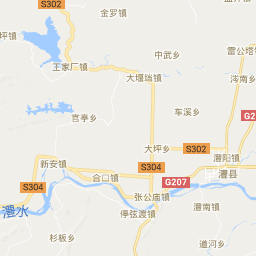 S302
金罗镇
坪镇
中武乡
雷公塔镇
王家厂镇
大堰垱镇
涔南乡
官亭乡
车溪乡
G2
大坪乡
S302
澧阳镇
新安镇
S304
澧县
S304
合口镇
G207
张公庙镇
澧水
停弦渡镇
澧南镇
杉板乡
道河乡